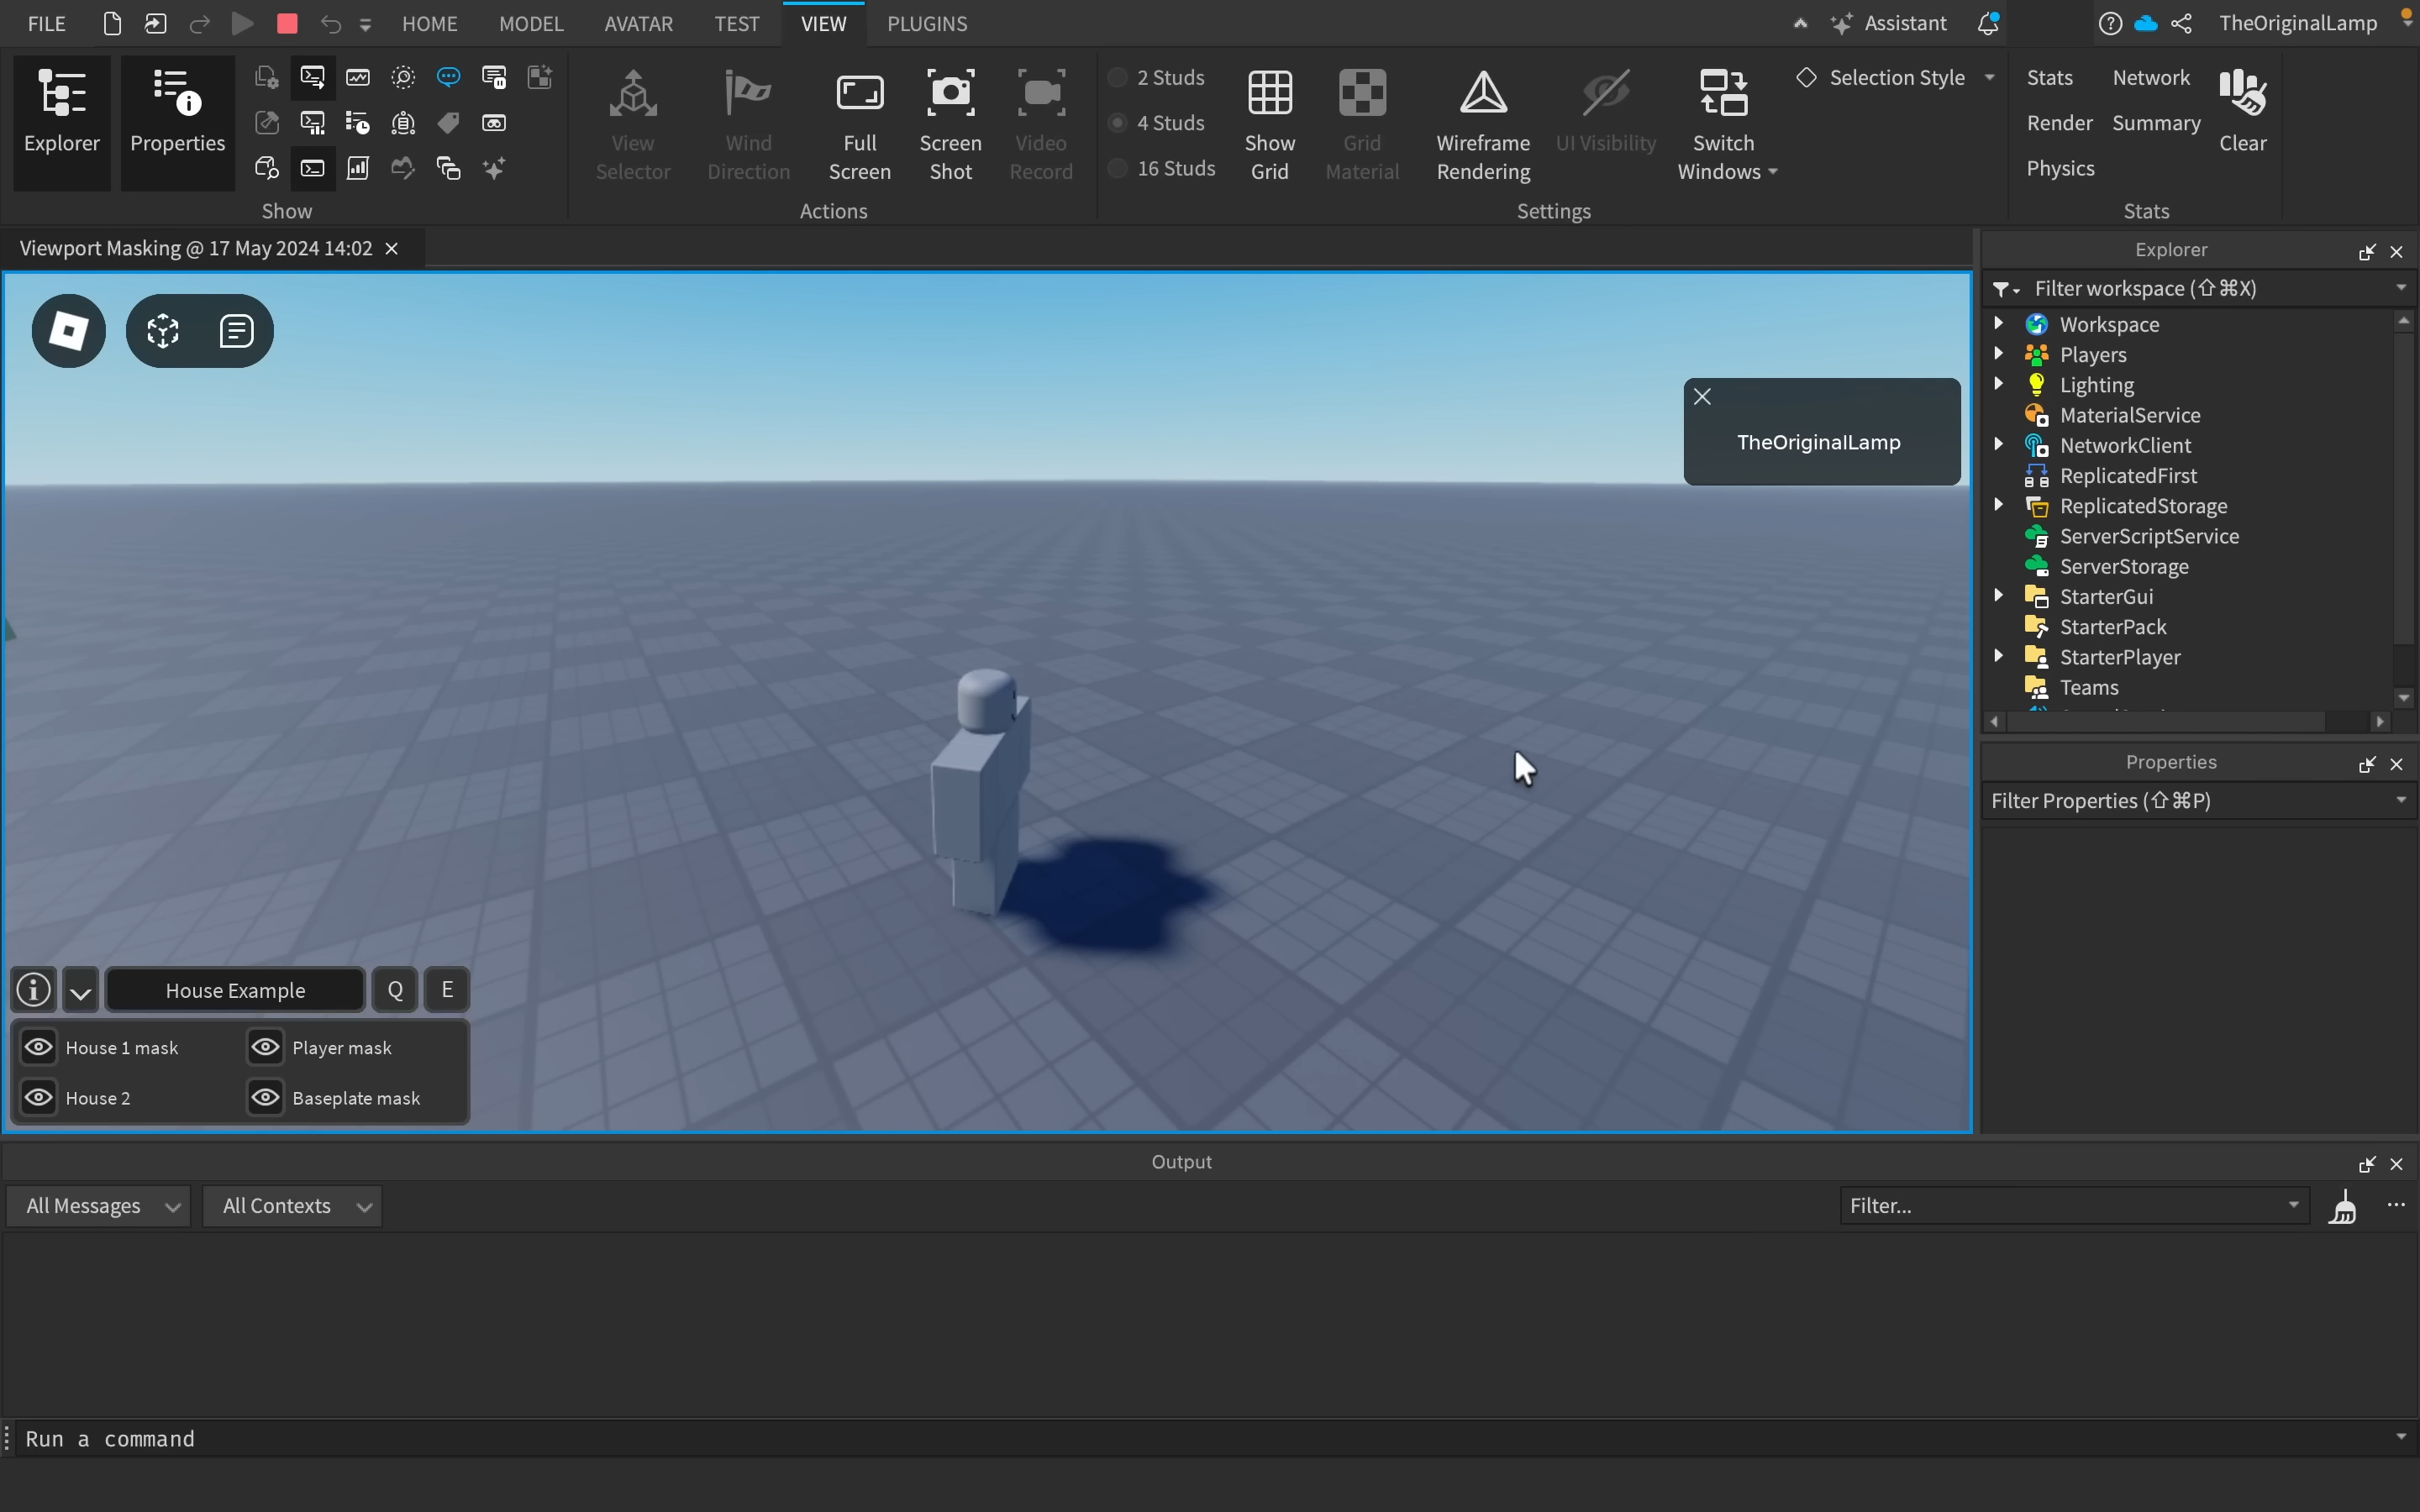 FILE HOME MODEL AVATAR TEST VIEW PLUGINS Assistant TheOriginalLamp
Explorer
Properties
Show
View
Selector
Wind
Direction
Full
Screen
Screen
Shot
Video
Record
Actions
2 Studs
4 Studs
16 Studs
Show
Grid
Grid
Material
Wireframe
Rendering
UI Visibility
Switch
Windows
Selection Style
Settings
Stats Network
Render Summary
Physics
Clear
Stats
Viewport Masking @ 17 May 2024 14:02
TheOriginalLamp
House Example Q E
House 1 mask Player mask
House 2 Baseplate mask
Explorer
Filter workspace (⇧⌘X)
Workspace
Players
Lighting
MaterialService
NetworkClient
ReplicatedFirst
ReplicatedStorage
ServerScriptService
ServerStorage
StarterGui
StarterPack
StarterPlayer
Teams
Properties
Filter Properties (⇧⌘P)
Output
All Messages All Contexts Filter...
Run a command